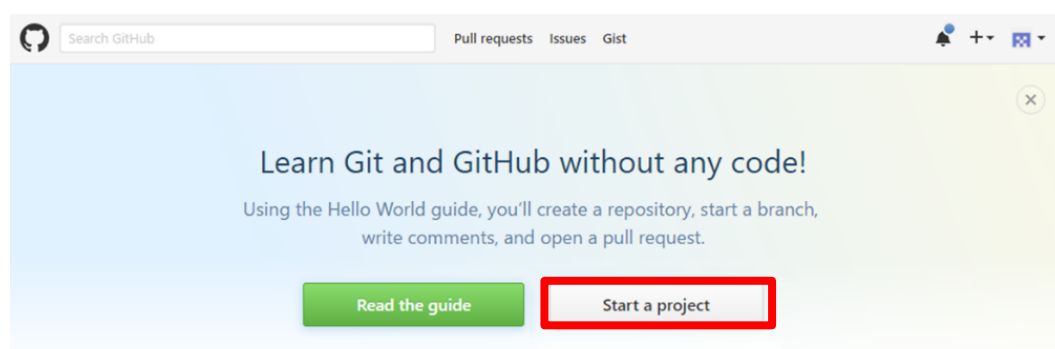 Search GitHub Pull requests Issues Gist
Learn Git and GitHub without any code!
Using the Hello World guide, you'll create a repository, start a branch,
write comments, and open a pull request.
Read the guide Start a project